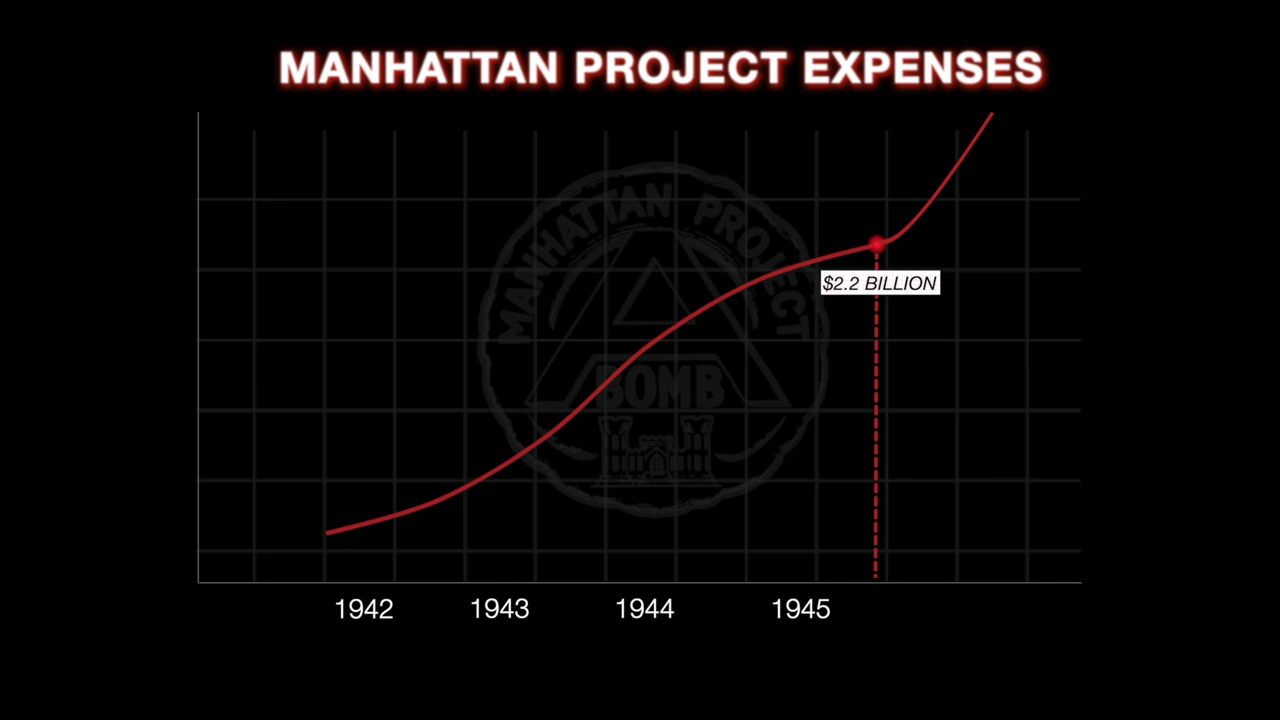 MANHATTAN PROJECT EXPENSES
MANHATTAN PROJECT
$2.2 BILLION
BOMB
1942 1943 1944 1945